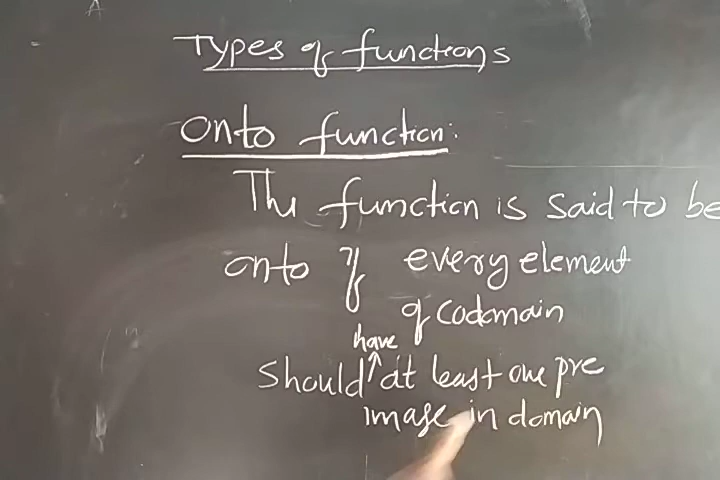 A
Types of functions
Onto function:
The function is said to be
onto if every element
of codomain
have
should ^ at least one pre
image in domain